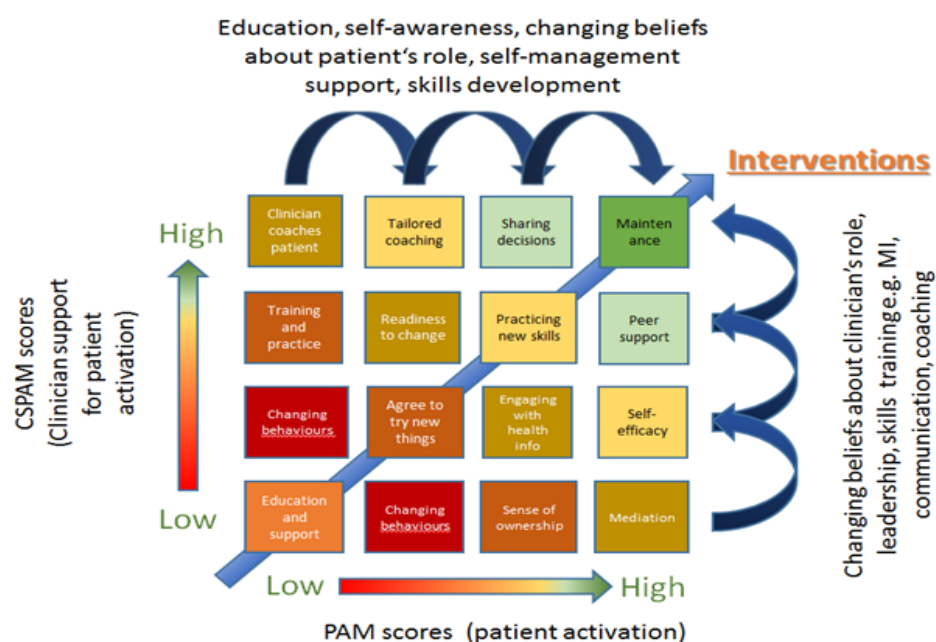 Education, self-awareness, changing beliefs
about patient‘s role, self-management
support, skills development
Interventions
High
CSPAM scores
(Clinician support
for patient
activation)
Low
Clinician
coaches
patient
Tailored
coaching
Sharing
decisions
Mainten
ance
Training
and
practice
Readiness
to change
Practicing
new skills
Peer
support
Changing
behaviours
Agree to
try new
things
Engaging
with
health
info
Self-
efficacy
Education
and
support
Changing
behaviours
Sense of
ownership
Mediation
Changing beliefs about clinician‘s role,
leadership, skills training e.g. MI,
communication, coaching
Low
High
PAM scores (patient activation)